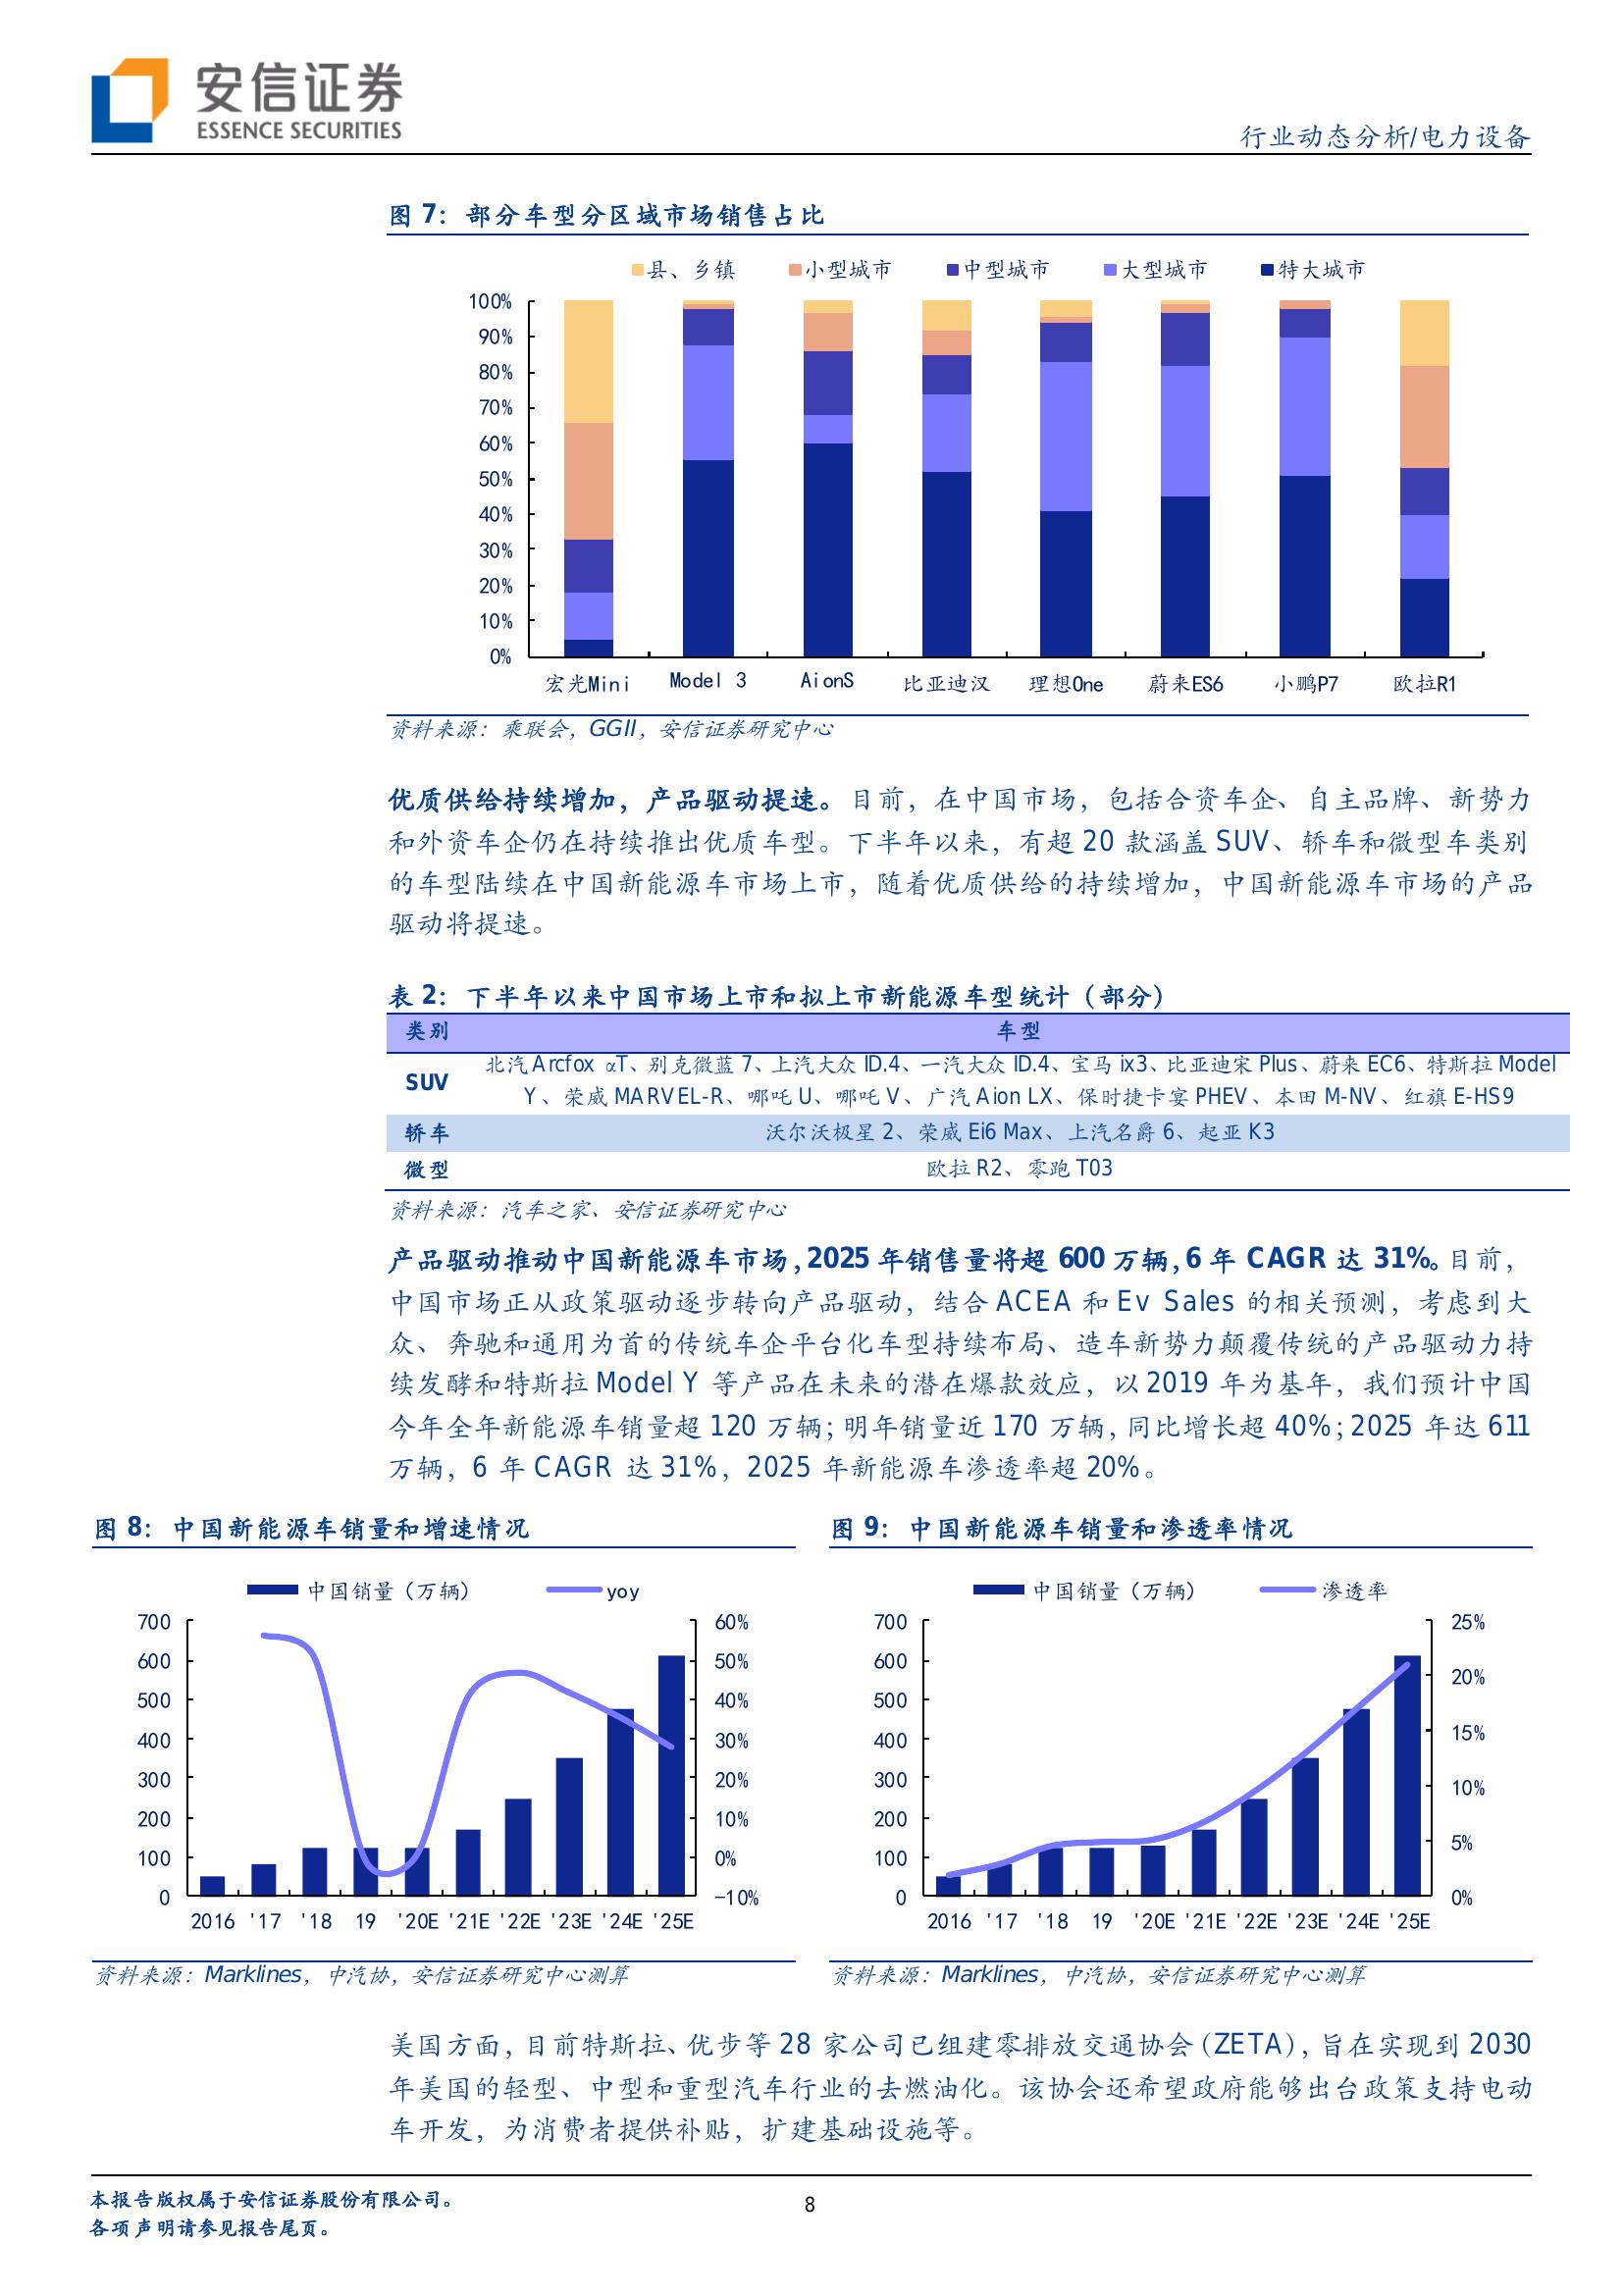 安信证券
ESSENCE SECURITIES
行业动态分析/电力设备
图 7：部分车型分区域市场销售占比
县、乡镇 小型城市 中型城市 大型城市 特大城市
100%
90%
80%
70%
60%
50%
40%
30%
20%
10%
0%
宏光Mini Model 3 AionS 比亚迪汉 理想One 蔚来ES6 小鹏P7 欧拉R1
资料来源：乘联会，GGII，安信证券研究中心
优质供给持续增加，产品驱动提速。目前，在中国市场，包括合资车企、自主品牌、新势力
和外资车企仍在持续推出优质车型。下半年以来，有超 20 款涵盖 SUV、轿车和微型车类别
的车型陆续在中国新能源车市场上市，随着优质供给的持续增加，中国新能源车市场的产品
驱动将提速。
表 2：下半年以来中国市场上市和拟上市新能源车型统计（部分）
类别 车型
SUV 北汽 Arcfox αT、别克微蓝 7、上汽大众 ID.4、一汽大众 ID.4、宝马 ix3、比亚迪宋 Plus、蔚来 EC6、特斯拉 Model
Y、荣威 MARVEL-R、哪吒 U、哪吒 V、广汽 Aion LX、保时捷卡宴 PHEV、本田 M-NV、红旗 E-HS9
轿车 沃尔沃极星 2、荣威 Ei6 Max、上汽名爵 6、起亚 K3
微型 欧拉 R2、零跑 T03
资料来源：汽车之家、安信证券研究中心
产品驱动推动中国新能源车市场，2025 年销售量将超 600 万辆，6 年 CAGR 达 31%。目前，
中国市场正从政策驱动逐步转向产品驱动，结合 ACEA 和 Ev Sales 的相关预测，考虑到大
众、奔驰和通用为首的传统车企平台化车型持续布局、造车新势力颠覆传统的产品驱动力持
续发酵和特斯拉 Model Y 等产品在未来的潜在爆款效应，以 2019 年为基年，我们预计中国
今年全年新能源车销量超 120 万辆；明年销量近 170 万辆，同比增长超 40%；2025 年达 611
万辆，6 年 CAGR 达 31%，2025 年新能源车渗透率超 20%。
图 8：中国新能源车销量和增速情况
中国销量（万辆） yoy
700 60%
600 50%
500 40%
400 30%
300 20%
200 10%
100 0%
0 -10%
2016 '17 '18 19 '20E '21E '22E '23E '24E '25E
资料来源：Marklines，中汽协，安信证券研究中心测算
图 9：中国新能源车销量和渗透率情况
中国销量（万辆） 渗透率
700 25%
600 20%
500 15%
400 10%
300 5%
200 0%
100
0
2016 '17 '18 19 '20E '21E '22E '23E '24E '25E
资料来源：Marklines，中汽协，安信证券研究中心测算
美国方面，目前特斯拉、优步等 28 家公司已组建零排放交通协会（ZETA），旨在实现到 2030
年美国的轻型、中型和重型汽车行业的去燃油化。该协会还希望政府能够出台政策支持电动
车开发，为消费者提供补贴，扩建基础设施等。
本报告版权属于安信证券股份有限公司。
各项声明请参见报告尾页。
8